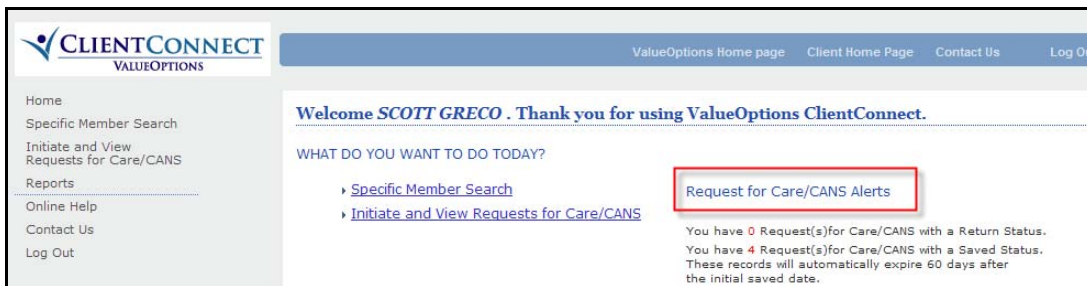 CLIENTCONNECT
VALUEOPTIONS
ValueOptions Home page Client Home Page Contact Us Log
Home
Specific Member Search
Initiate and View
Requests for Care/CANS
Reports
Online Help
Contact Us
Log Out
Welcome SCOTT GRECO . Thank you for using ValueOptions ClientConnect.
WHAT DO YOU WANT TO DO TODAY?
Specific Member Search
Initiate and View Requests for Care/CANS
Request for Care/CANS Alerts
You have 0 Request(s)for Care/CANS with a Return Status.
You have 4 Request(s)for Care/CANS with a Saved Status.
These records will automatically expire 60 days after
the initial saved date.